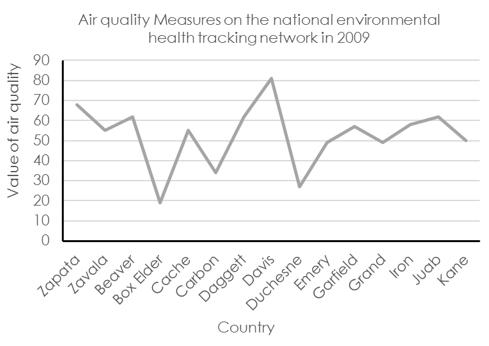 Air quality Measures on the national environmental
health tracking network in 2009
Value of air quality
90
80
70
60
50
40
30
20
10
0
Zapata
Zavala
Beaver
Box Elder
Cache
Carbon
Daggett
Davis
Duchesne
Emery
Garfield
Grand
Iron
Juab
Kane
Country